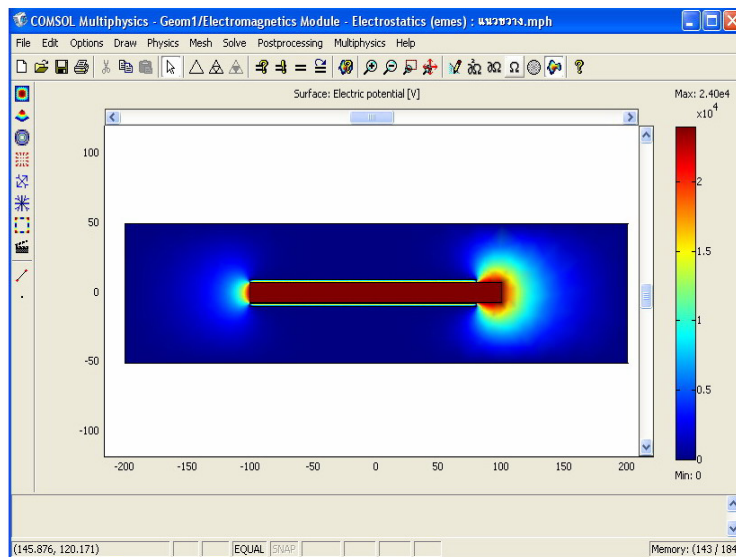 COMSOL Multiphysics - Geom1/Electromagnetics Module - Electrostatics (emes) : แนวขวาง.mph
File Edit Options Draw Physics Mesh Solve Postprocessing Multiphysics Help
Surface: Electric potential [V]
Max: 2.40e4
×10^4
100
50
0
-50
-100
-200 -150 -100 -50 0 50 100 150 200
2
1.5
1
0.5
0
Min: 0
(145.876, 120.171) EQUAL SNAP Memory: (143 / 184